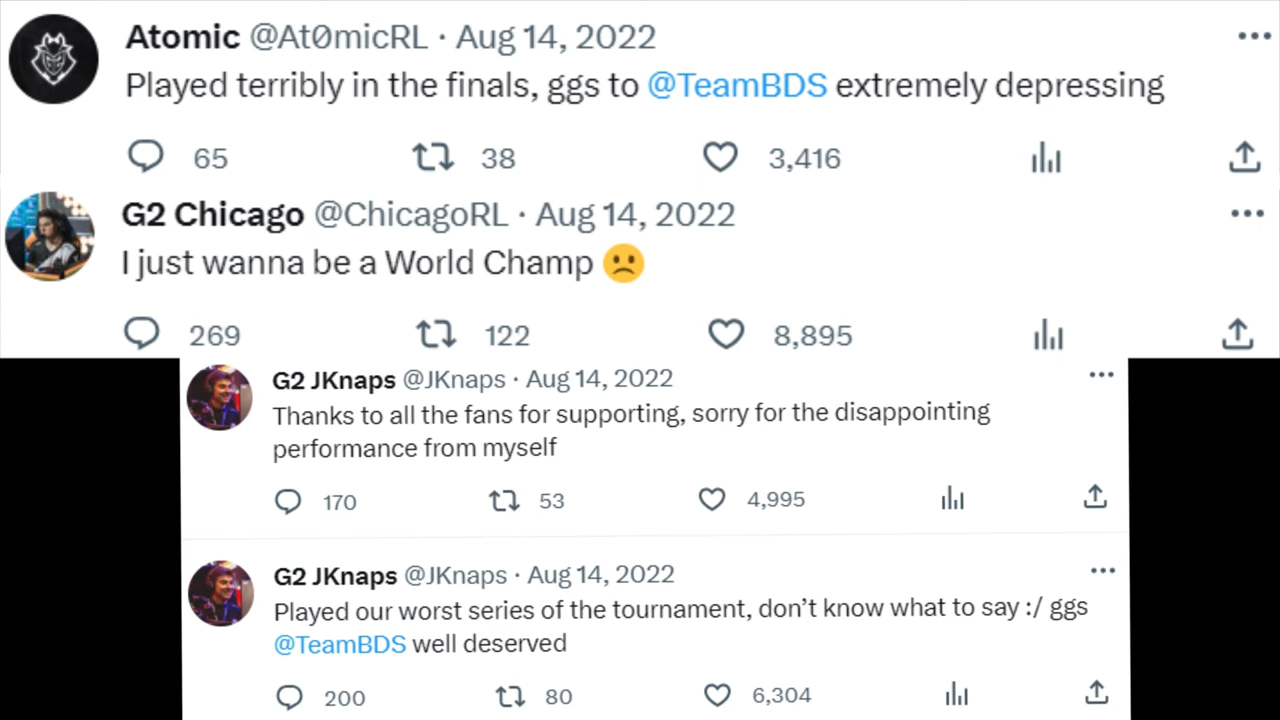 Atomic @At0micRL · Aug 14, 2022
Played terribly in the finals, ggs to @TeamBDS extremely depressing
65 38 3,416
G2 Chicago @ChicagoRL · Aug 14, 2022
I just wanna be a World Champ 🙁
269 122 8,895
G2 JKnaps @JKnaps · Aug 14, 2022
Thanks to all the fans for supporting, sorry for the disappointing
performance from myself
170 53 4,995
G2 JKnaps @JKnaps · Aug 14, 2022
Played our worst series of the tournament, don’t know what to say :/ ggs
@TeamBDS well deserved
200 80 6,304